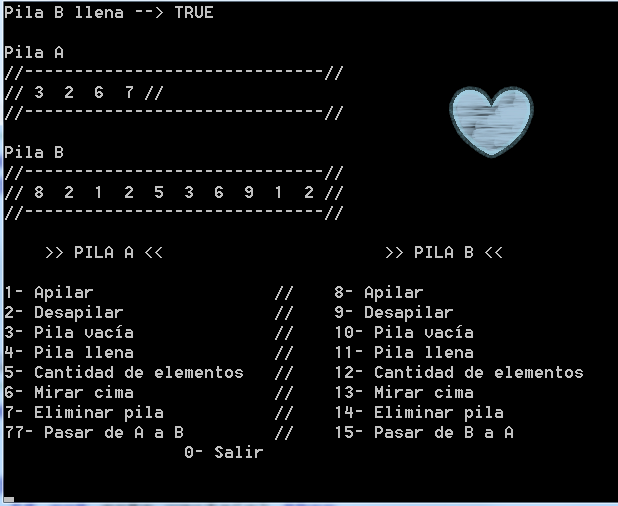 Pila B llena --> TRUE
Pila A
//------------------------------//
// 3 2 6 7 //
//------------------------------//
Pila B
//------------------------------//
// 8 2 1 2 5 3 6 9 1 2 //
//------------------------------//
>> PILA A << >> PILA B <<
1- Apilar // 8- Apilar
2- Desapilar // 9- Desapilar
3- Pila vacía // 10- Pila vacía
4- Pila llena // 11- Pila llena
5- Cantidad de elementos // 12- Cantidad de elementos
6- Mirar cima // 13- Mirar cima
7- Eliminar pila // 14- Eliminar pila
77- Pasar de A a B // 15- Pasar de B a A
0- Salir